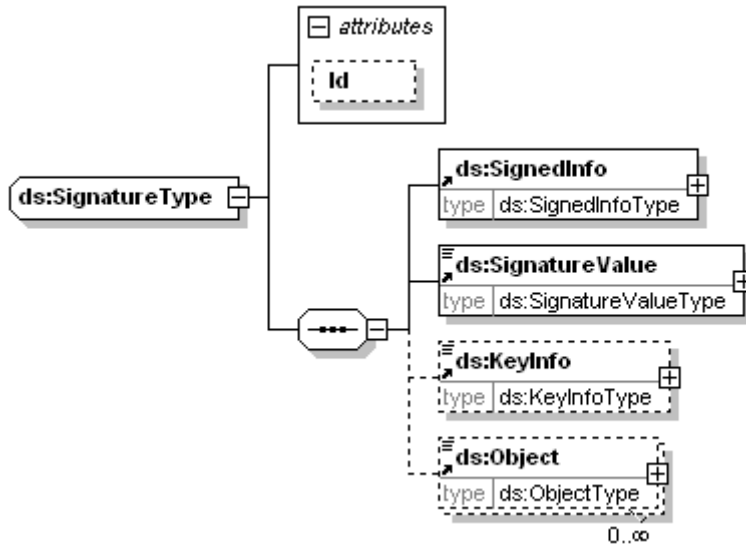 attributes
Id
ds:SignatureType
ds:SignedInfo
type ds:SignedInfoType
ds:SignatureValue
type ds:SignatureValueType
ds:KeyInfo
type ds:KeyInfoType
ds:Object
type ds:ObjectType
0..∞